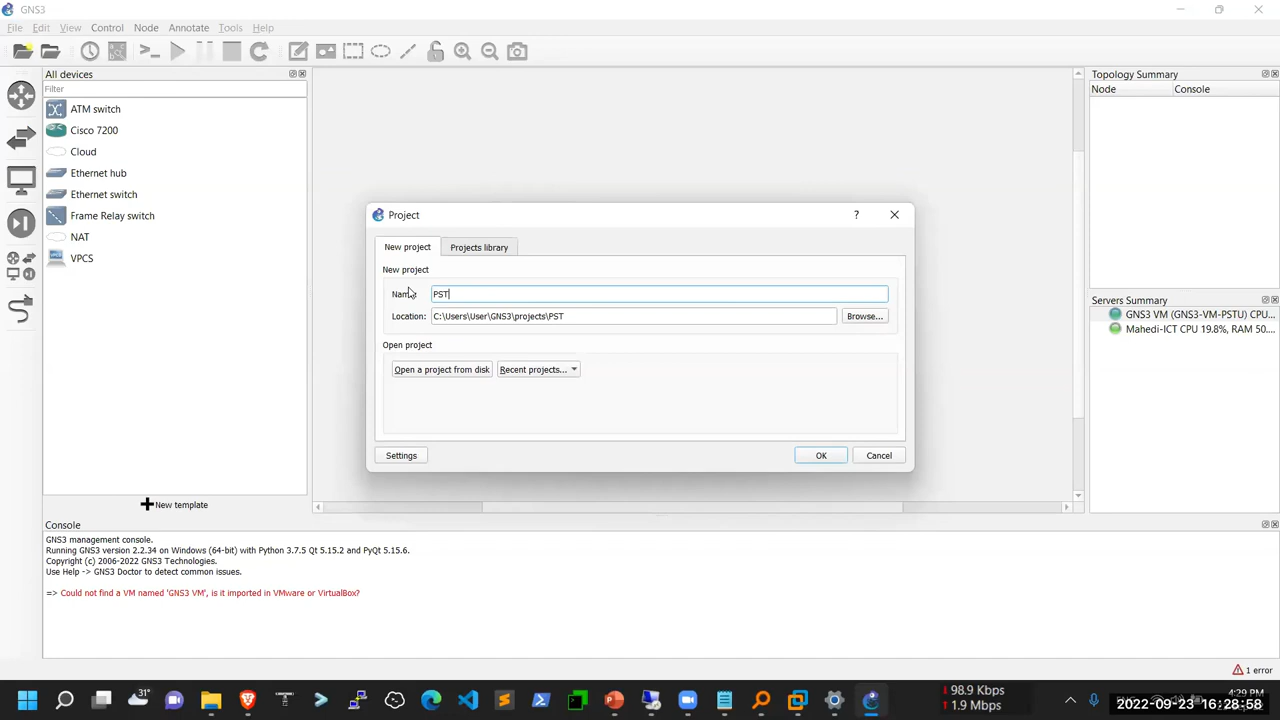 GNS3
File Edit View Control Node Annotate Tools Help
All devices
Filter
ATM switch
Cisco 7200
Cloud
Ethernet hub
Ethernet switch
Frame Relay switch
NAT
VPCS
New template
Project
New project
Projects library
New project
Name: PST
Location: C:\Users\User\GNS3\projects\PST
Browse...
Open project
Open a project from disk
Recent projects...
Settings
OK
Cancel
Topology Summary
Node Console
Servers Summary
GNS3 VM (GNS3-VM-PSTU) CPU...
Mahedi-ICT CPU 19.8%, RAM 50....
Console
GNS3 management console.
Running GNS3 version 2.2.34 on Windows (64-bit) with Python 3.7.5 Qt 5.15.2 and PyQt 5.15.6.
Copyright (c) 2006-2022 GNS3 Technologies.
Use Help -> GNS3 Doctor to detect common issues.
=> Could not find a VM named 'GNS3 VM', is it imported in VMware or VirtualBox?
1 error
31°
98.9 Kbps
1.9 Mbps
4:29 PM
2022-09-23 16:28:58